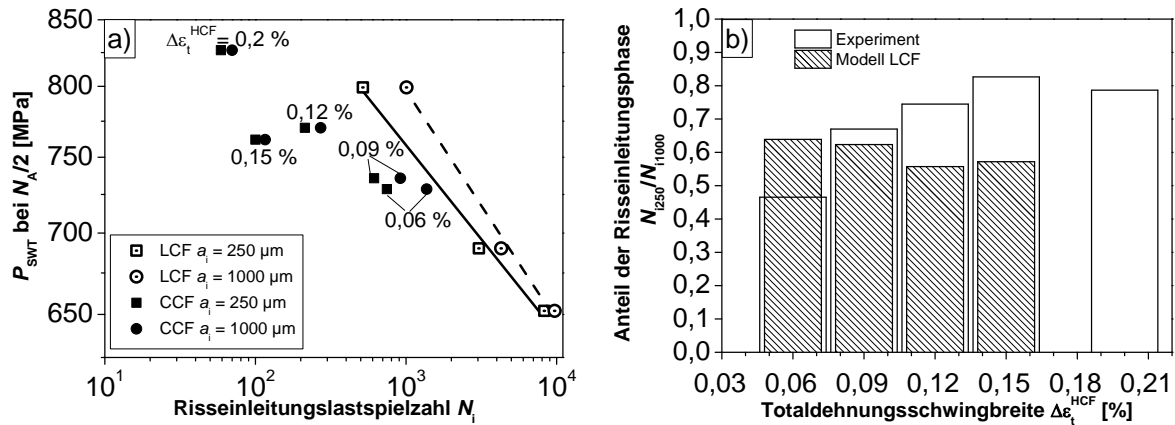 a)
Δε_t^HCF = 0,2 %
0,12 %
0,15 %
0,09 %
0,06 %
850
800
750
700
650
P_SWT bei N_A/2 [MPa]
LCF a_i = 250 µm
LCF a_i = 1000 µm
CCF a_i = 250 µm
CCF a_i = 1000 µm
10^1 10^2 10^3 10^4
Risseinleitungslastspielzahl N_i
b)
Experiment
Modell LCF
1,0
0,9
0,8
0,7
0,6
0,5
0,4
0,3
0,2
0,1
0,0
Anteil der Risseinleitungsphase
N_i250/N_i1000
0,03 0,06 0,09 0,12 0,15 0,18 0,21
Totaldehnungsschwingbreite Δε_t^HCF [%]